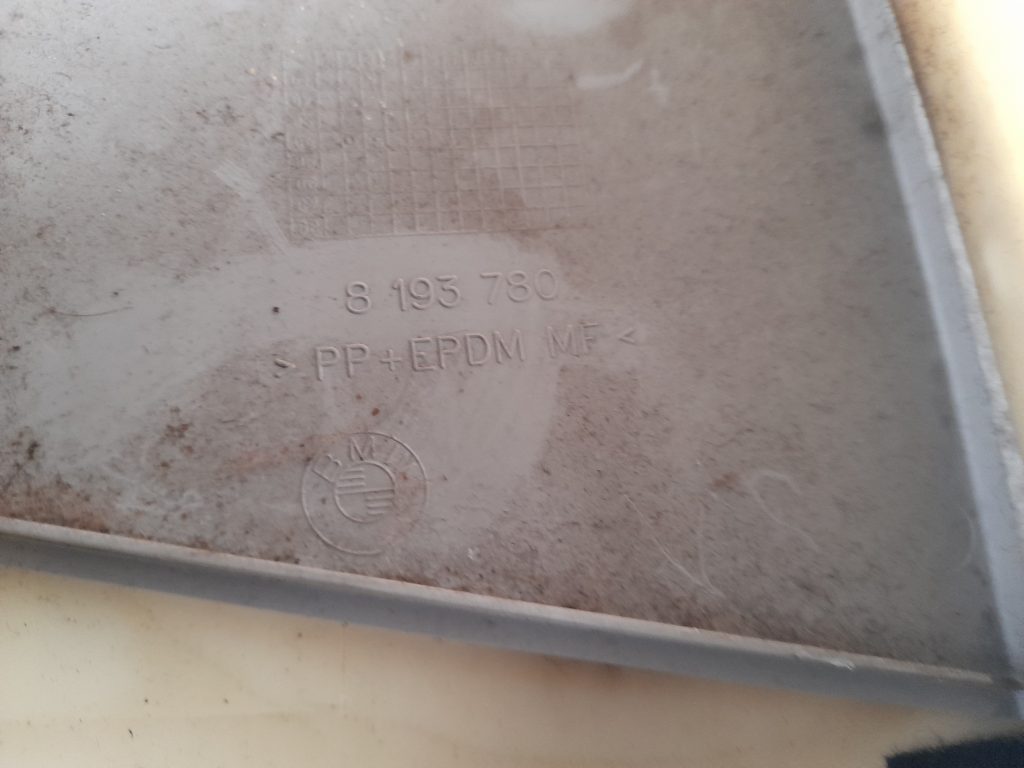 8 193 780
> PP+EPDM MF <
BMW